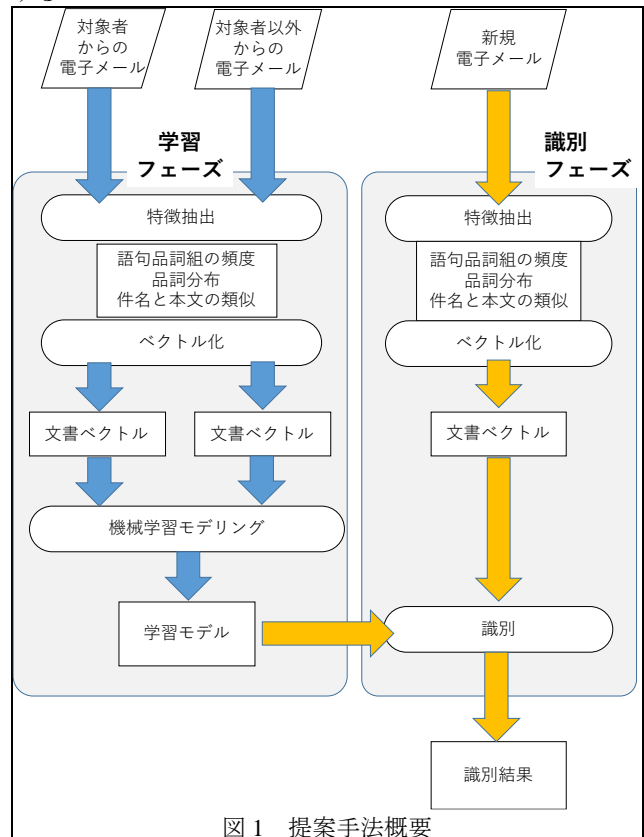 対象者
からの
電子メール
対象者以外
からの
電子メール
新規
電子メール
学習
フェーズ
識別
フェーズ
特徴抽出
語句品詞組の頻度
品詞分布
件名と本文の類似
ベクトル化
文書ベクトル
文書ベクトル
機械学習モデリング
学習モデル
特徴抽出
語句品詞組の頻度
品詞分布
件名と本文の類似
ベクトル化
文書ベクトル
識別
識別結果
図 1 提案手法概要